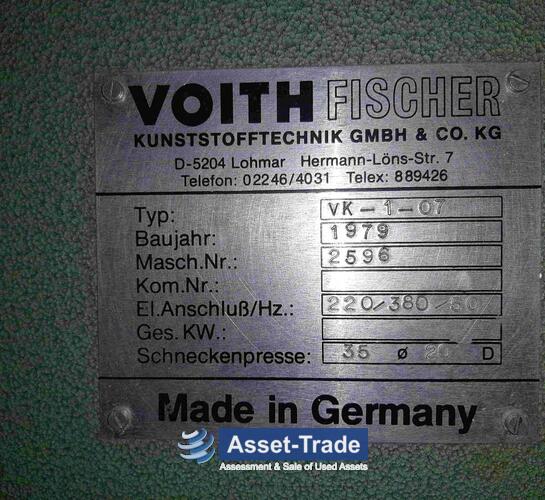 VOITH FISCHER
KUNSTSTOFFTECHNIK GMBH & CO. KG
D-5204 Lohmar Hermann-Löns-Str. 7
Telefon: 02246/4031 Telex: 889426
Typ: VK-1-07
Baujahr: 1979
Masch.Nr.: 2596
Kom.Nr.:
El.Anschluß/Hz.: 220/380/50
Ges.KW.:
Schneckenpresse: 35 ø 20 D
Made in Germany
Asset-Trade
Assessment & Sale of Used Assets